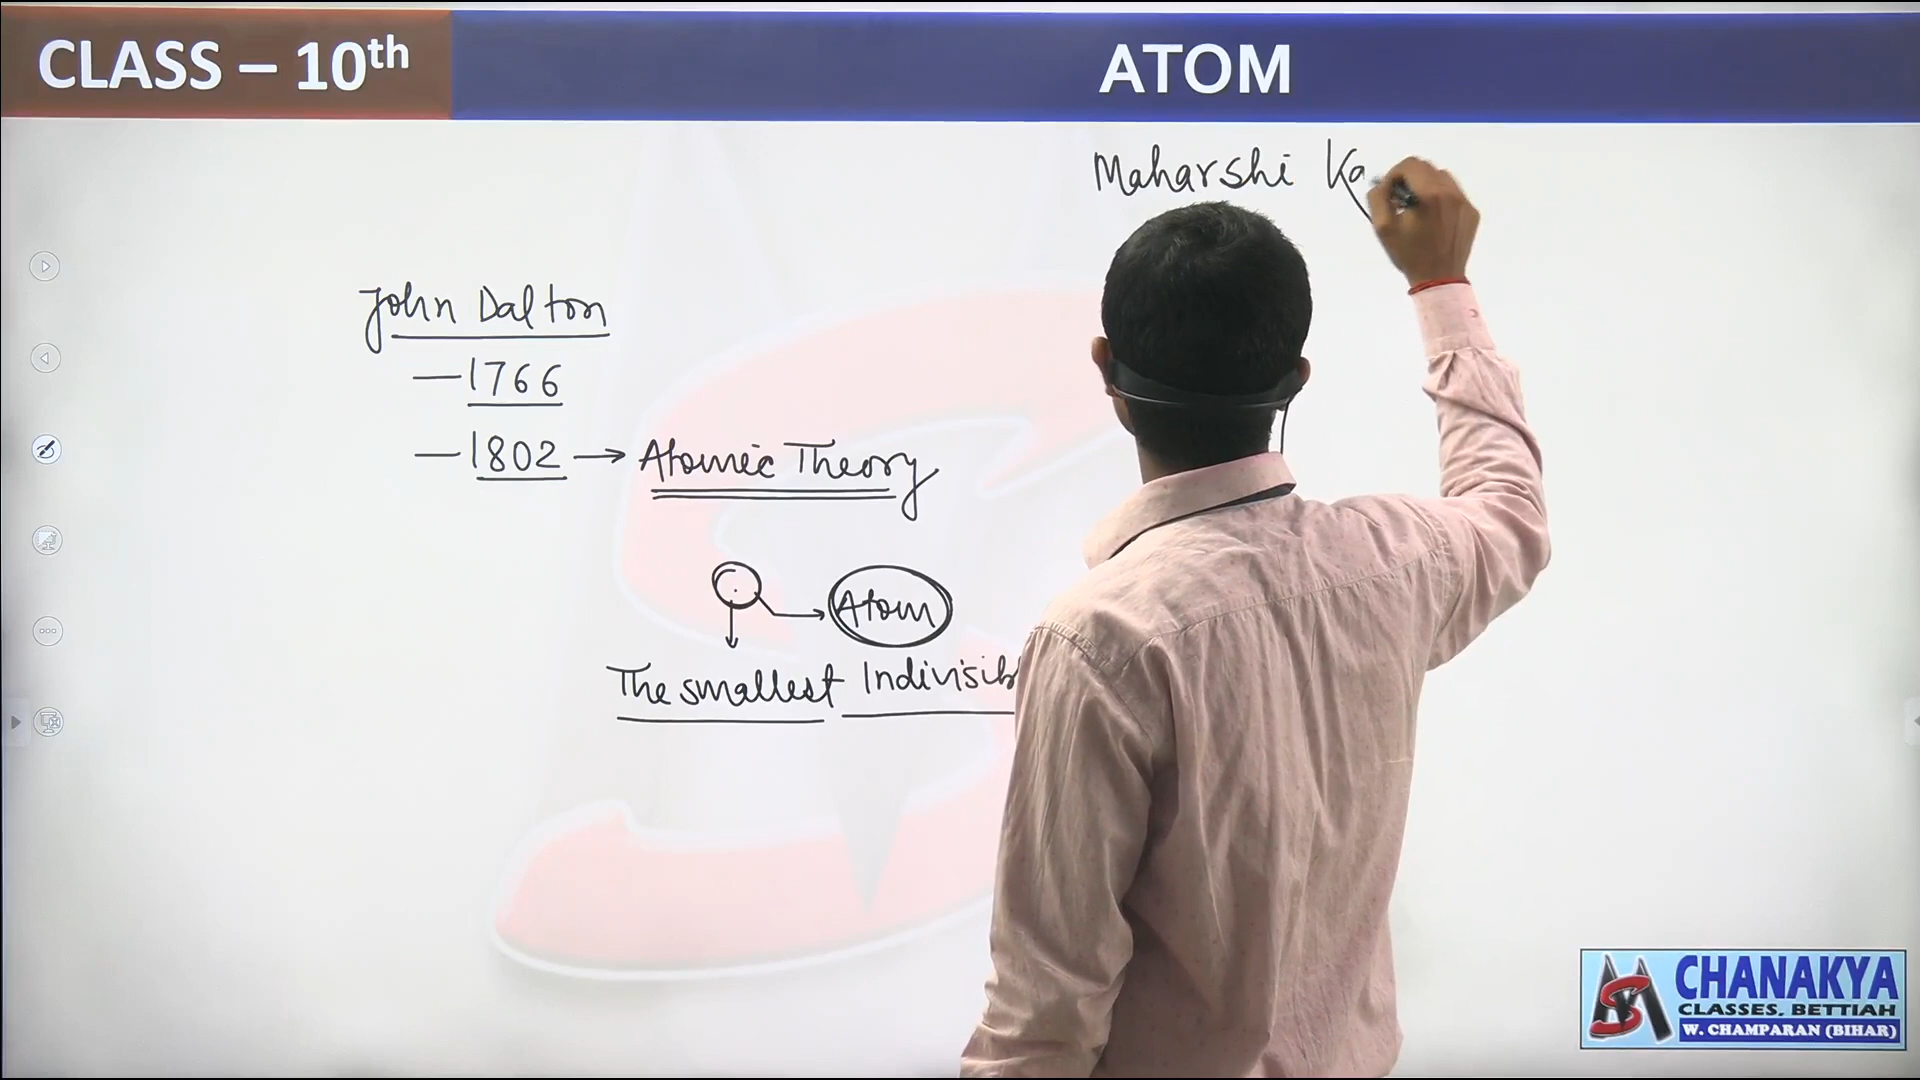 CLASS – 10th
ATOM
Maharshi Ka
John Dalton
— 1766
— 1802 → Atomic Theory
Atom
The smallest Indivisib
CHANAKYA
CLASSES, BETTIAH
W. CHAMPARAN (BIHAR)